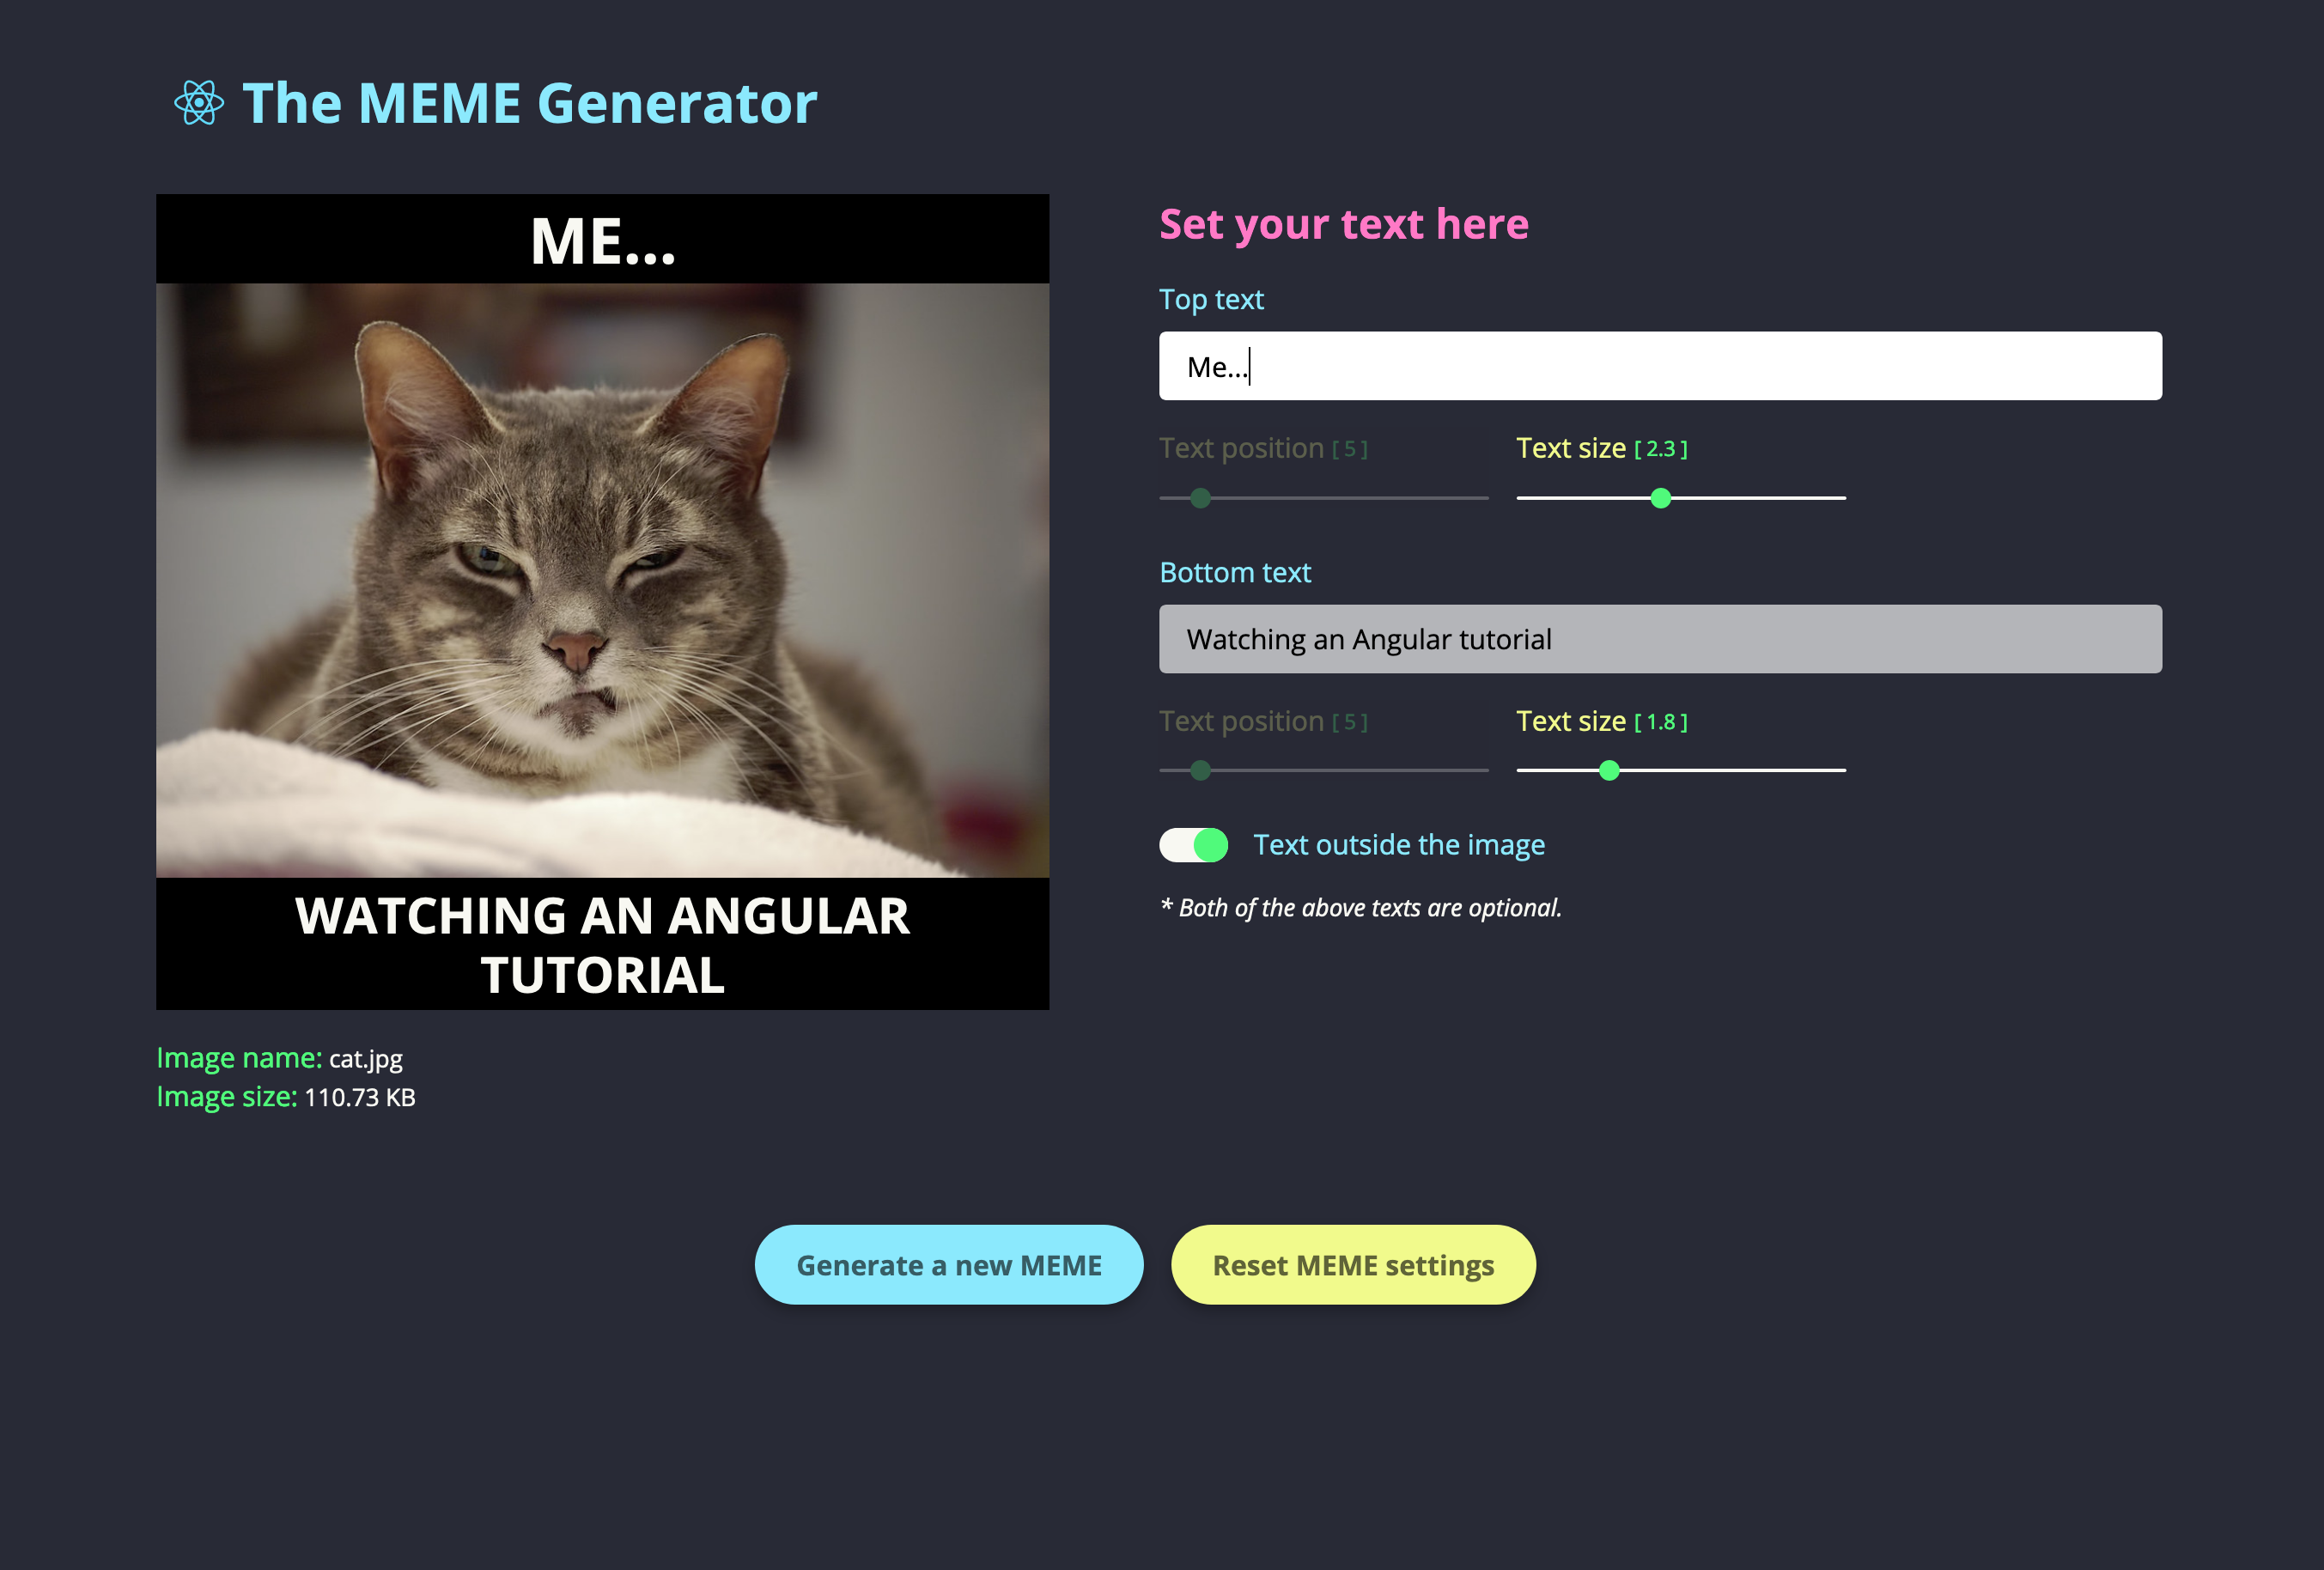 The MEME Generator
ME...
WATCHING AN ANGULAR
TUTORIAL
Image name: cat.jpg
Image size: 110.73 KB
Set your text here
Top text
Me...
Text position [ 5 ] Text size [ 2.3 ]
Bottom text
Watching an Angular tutorial
Text position [ 5 ] Text size [ 1.8 ]
Text outside the image
* Both of the above texts are optional.
Generate a new MEME Reset MEME settings